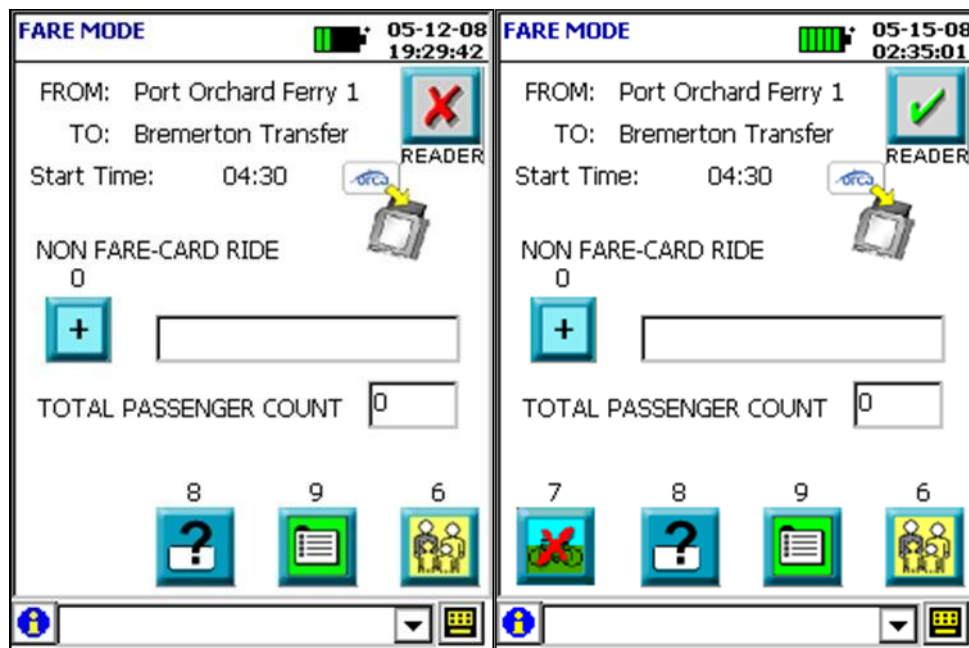 FARE MODE
05-12-08
19:29:42
FROM: Port Orchard Ferry 1
TO: Bremerton Transfer
READER
Start Time: 04:30
orca
NON FARE-CARD RIDE
0
+
TOTAL PASSENGER COUNT 0
8 9 6
?
FARE MODE
05-15-08
02:35:01
FROM: Port Orchard Ferry 1
TO: Bremerton Transfer
READER
Start Time: 04:30
orca
NON FARE-CARD RIDE
0
+
TOTAL PASSENGER COUNT 0
7 8 9 6
?